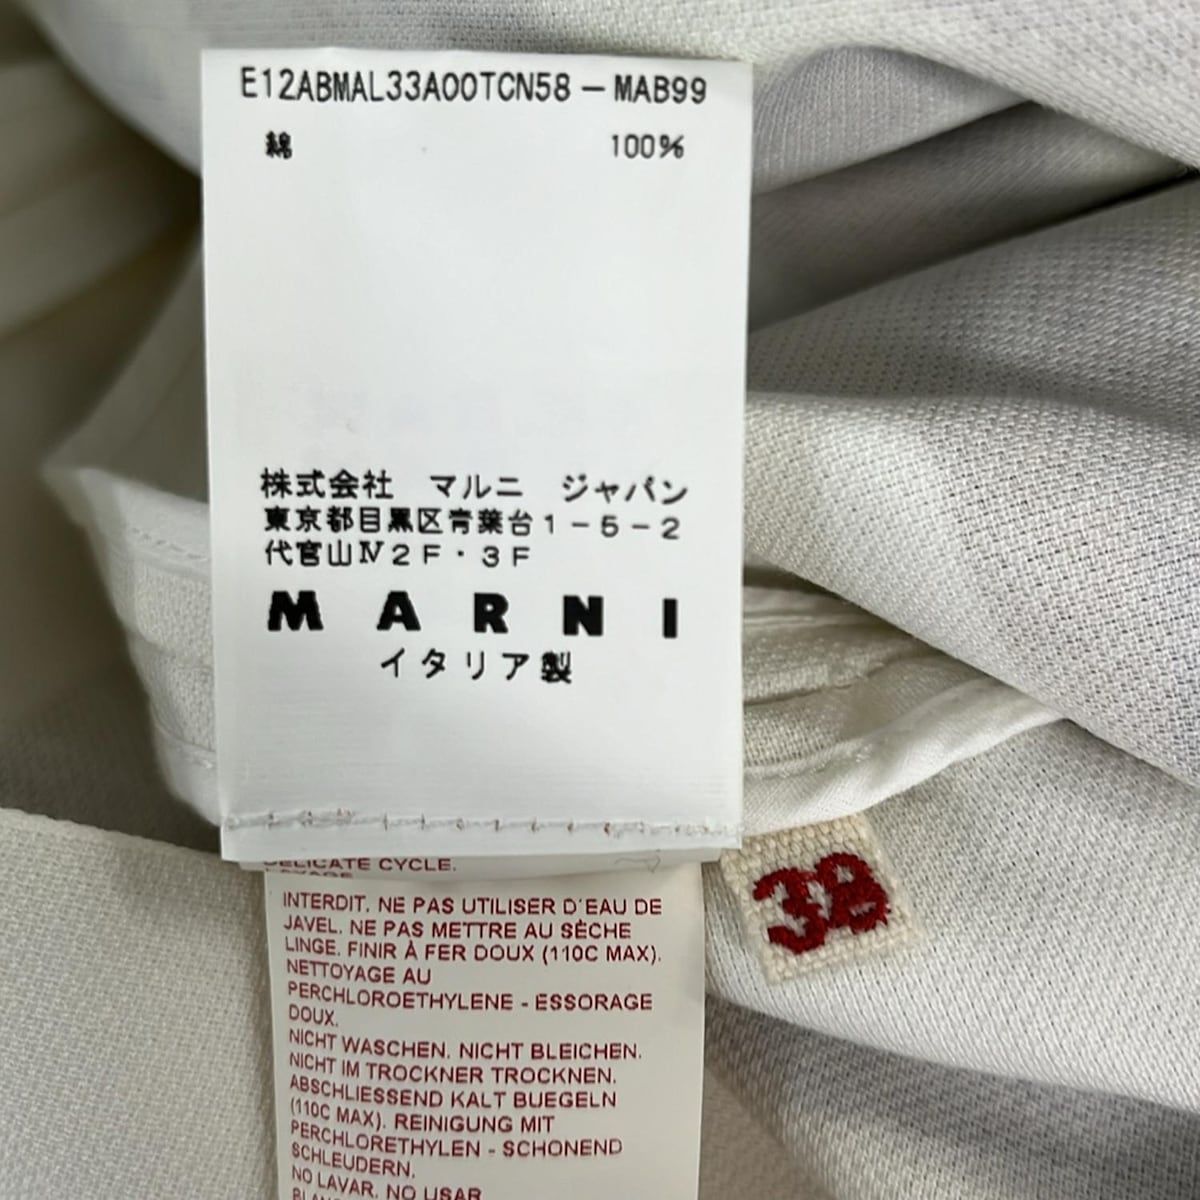 E12ABMAL33A00TCN58-MAB99
綿 100%
株式会社 マルニ ジャパン
東京都目黒区青葉台1-5-2
代官山Ⅳ2F・3F
MARNI
イタリア製
DELICATE CYCLE.
INTERDIT. NE PAS UTILISER D'EAU DE
JAVEL. NE PAS METTRE AU SÈCHE
LINGE. FINIR À FER DOUX (110C MAX).
NETTOYAGE AU
PERCHLOROETHYLENE - ESSORAGE
DOUX.
NICHT WASCHEN. NICHT BLEICHEN.
NICHT IM TROCKNER TROCKNEN.
ABSCHLIESSEND KALT BUEGELN
(110C MAX). REINIGUNG MIT
PERCHLORETHYLEN - SCHONEND
SCHLEUDERN.
NO LAVAR. NO USAR
38